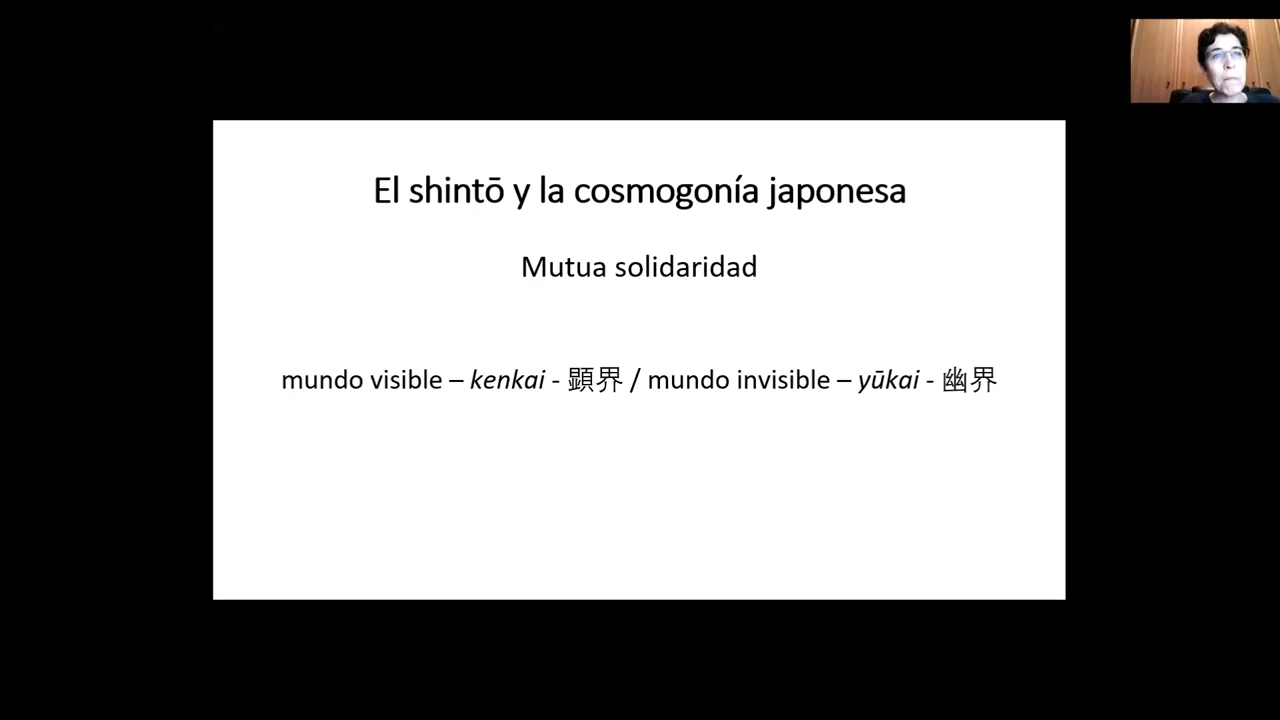 El shintō y la cosmogonía japonesa
Mutua solidaridad
mundo visible – kenkai - 顕界 / mundo invisible – yūkai - 幽界